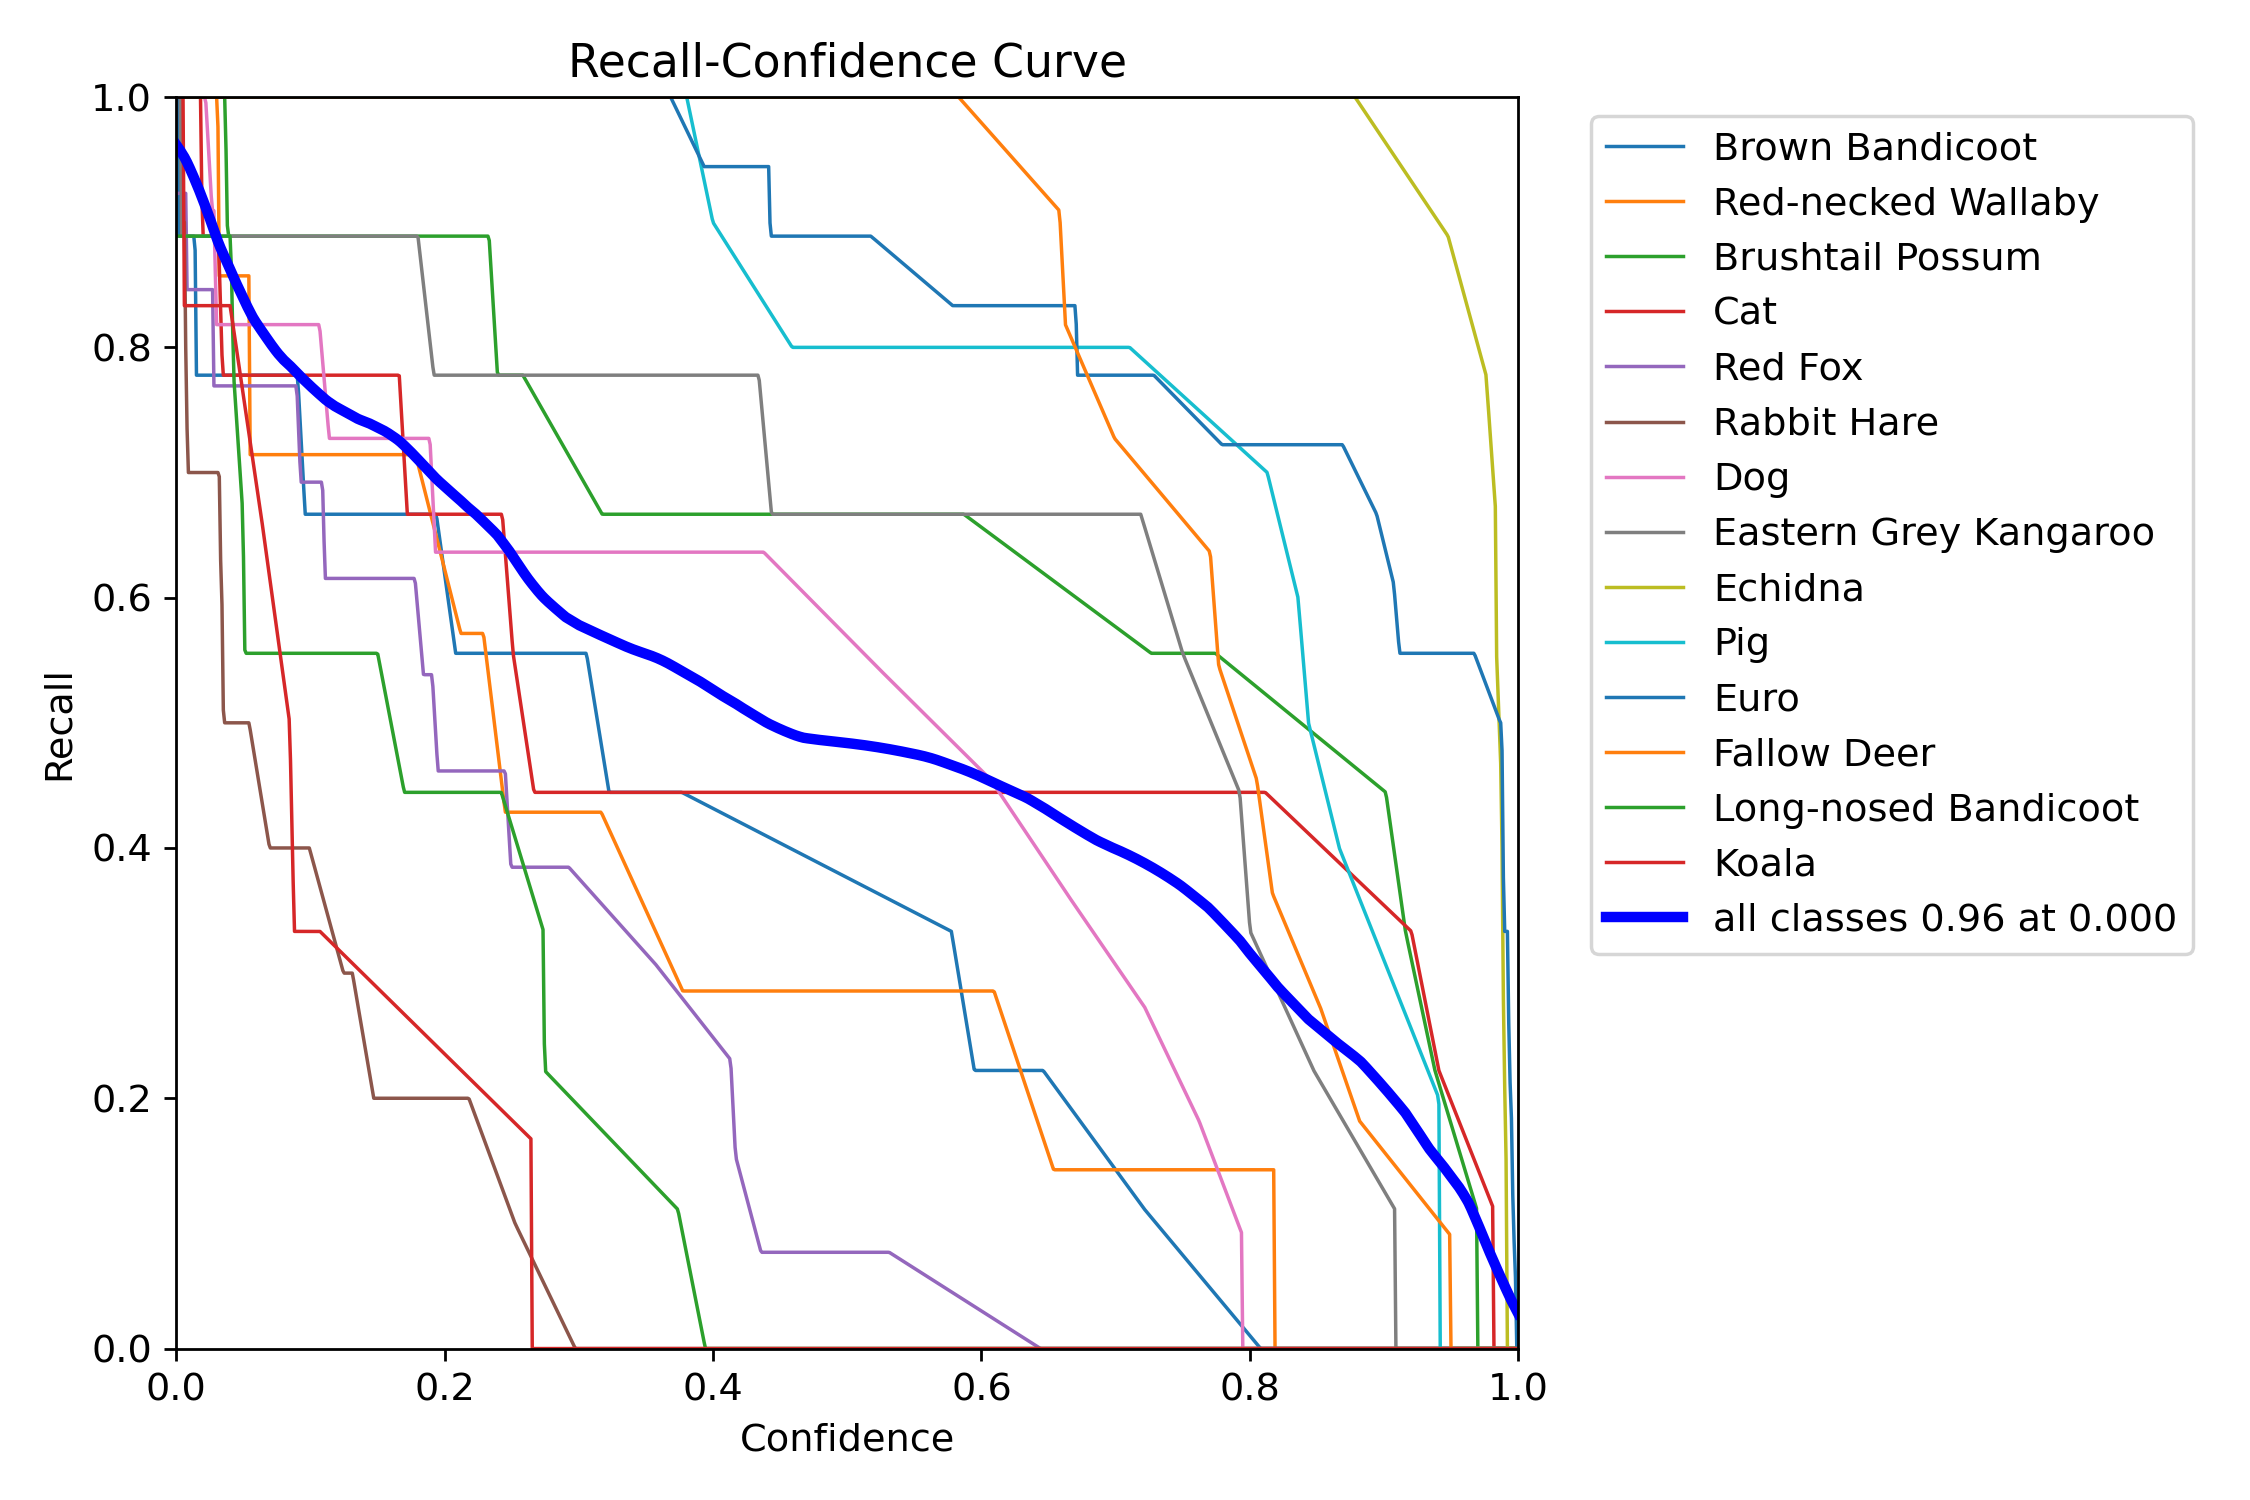 Recall-Confidence Curve
1.0
0.8
0.6
0.4
0.2
0.0
Recall
0.0 0.2 0.4 0.6 0.8 1.0
Confidence
Brown Bandicoot
Red-necked Wallaby
Brushtail Possum
Cat
Red Fox
Rabbit Hare
Dog
Eastern Grey Kangaroo
Echidna
Pig
Euro
Fallow Deer
Long-nosed Bandicoot
Koala
all classes 0.96 at 0.000